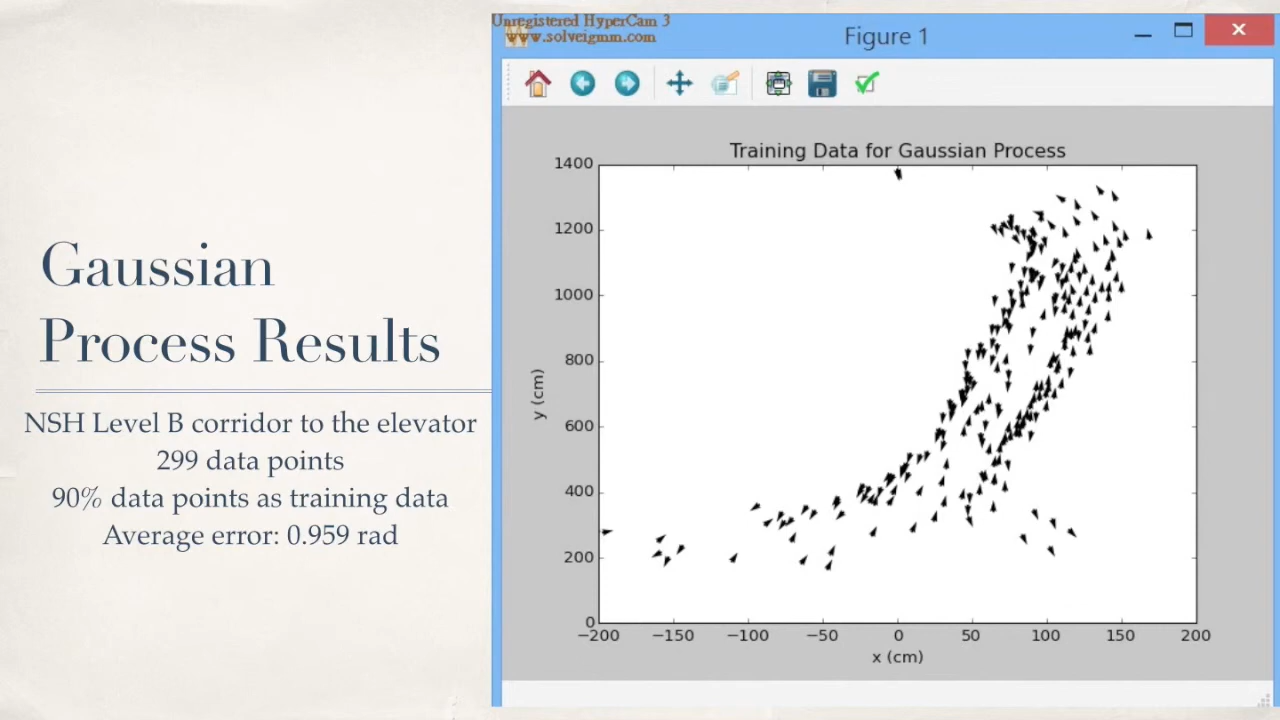 Gaussian
Process Results
NSH Level B corridor to the elevator
299 data points
90% data points as training data
Average error: 0.959 rad
Unregistered HyperCam 3
www.solveigmm.com
Figure 1
Training Data for Gaussian Process
1400
1200
1000
800
600
400
200
0
y (cm)
−200 −150 −100 −50 0 50 100 150 200
x (cm)